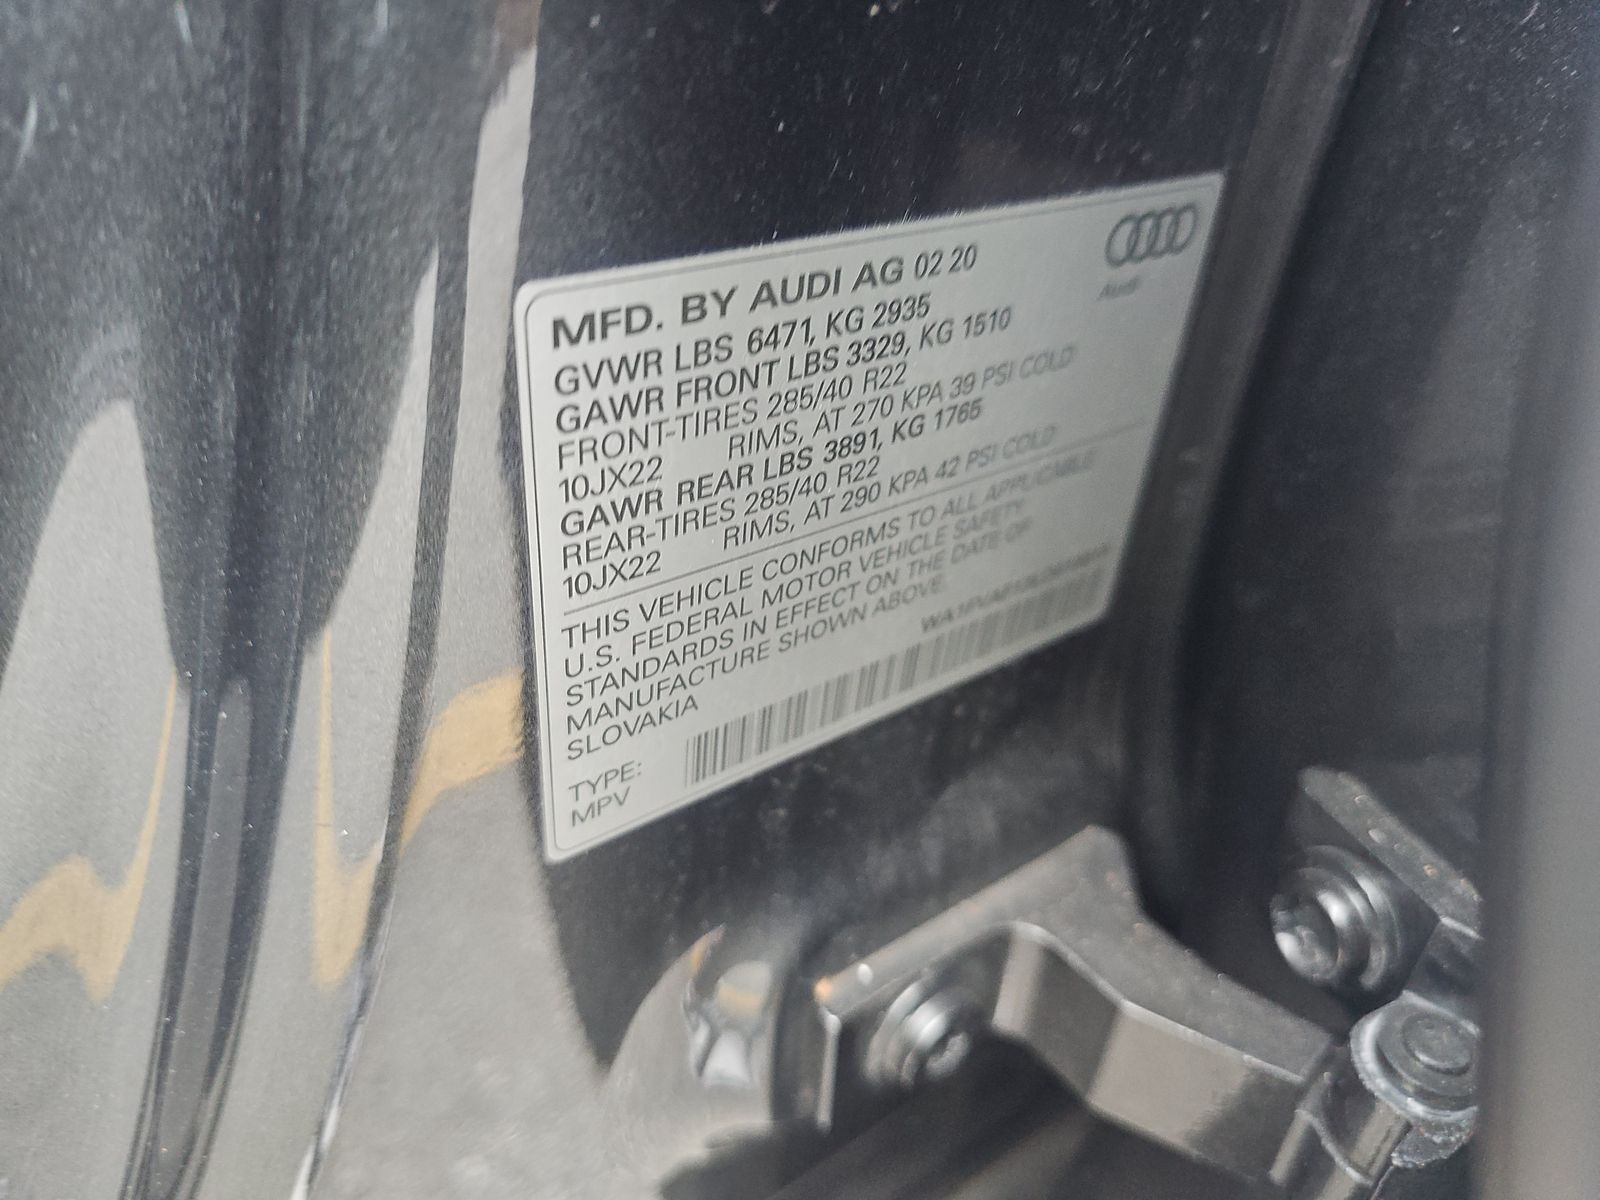 MFD. BY AUDI AG 02 20
Audi
GVWR LBS 6471, KG 2935
GAWR FRONT LBS 3329, KG 1510
FRONT-TIRES 285/40 R22
10JX22 RIMS, AT 270 KPA 39 PSI COLD
GAWR REAR LBS 3891, KG 1765
REAR-TIRES 285/40 R22
10JX22 RIMS, AT 290 KPA 42 PSI COLD
THIS VEHICLE CONFORMS TO ALL APPLICABLE
U.S. FEDERAL MOTOR VEHICLE SAFETY
STANDARDS IN EFFECT ON THE DATE OF
MANUFACTURE SHOWN ABOVE.
SLOVAKIA
TYPE:
MPV